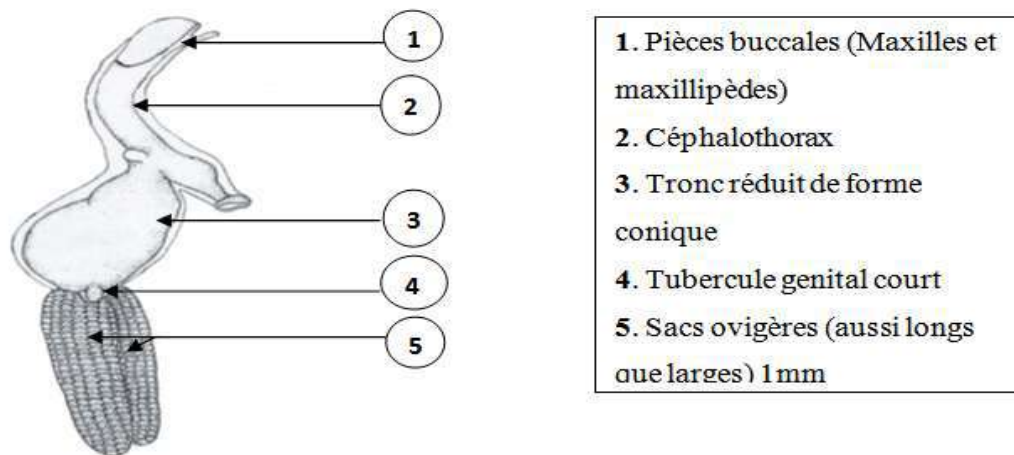 1
2
3
4
5
1. Pièces buccales (Maxilles et
maxillipèdes)
2. Céphalothorax
3. Tronc réduit de forme
conique
4. Tubercule genital court
5. Sacs ovigères (aussi longs
que larges) 1mm